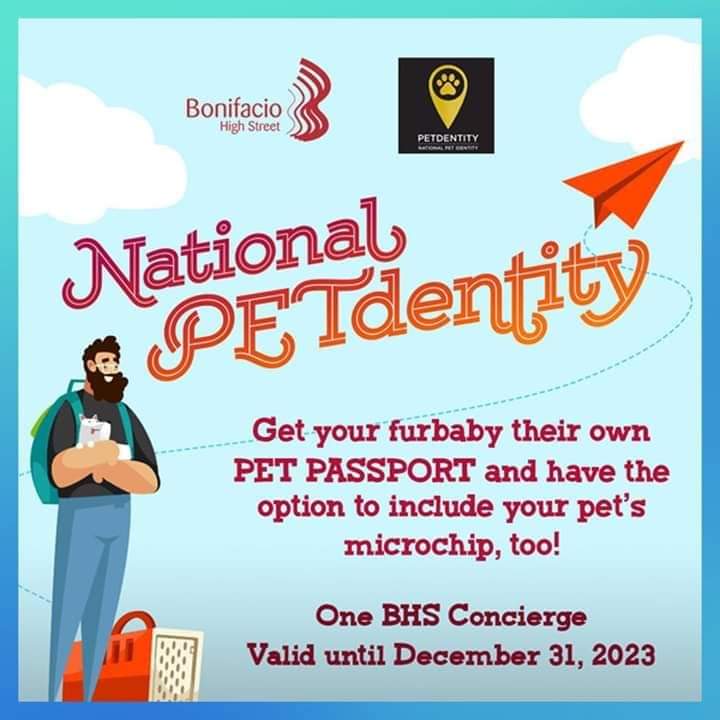 Bonifacio
High Street
PETDENTITY
NATIONAL PET IDENTITY
National
PETdentity
Get your furbaby their own
PET PASSPORT and have the
option to include your pet's
microchip, too!
One BHS Concierge
Valid until December 31, 2023